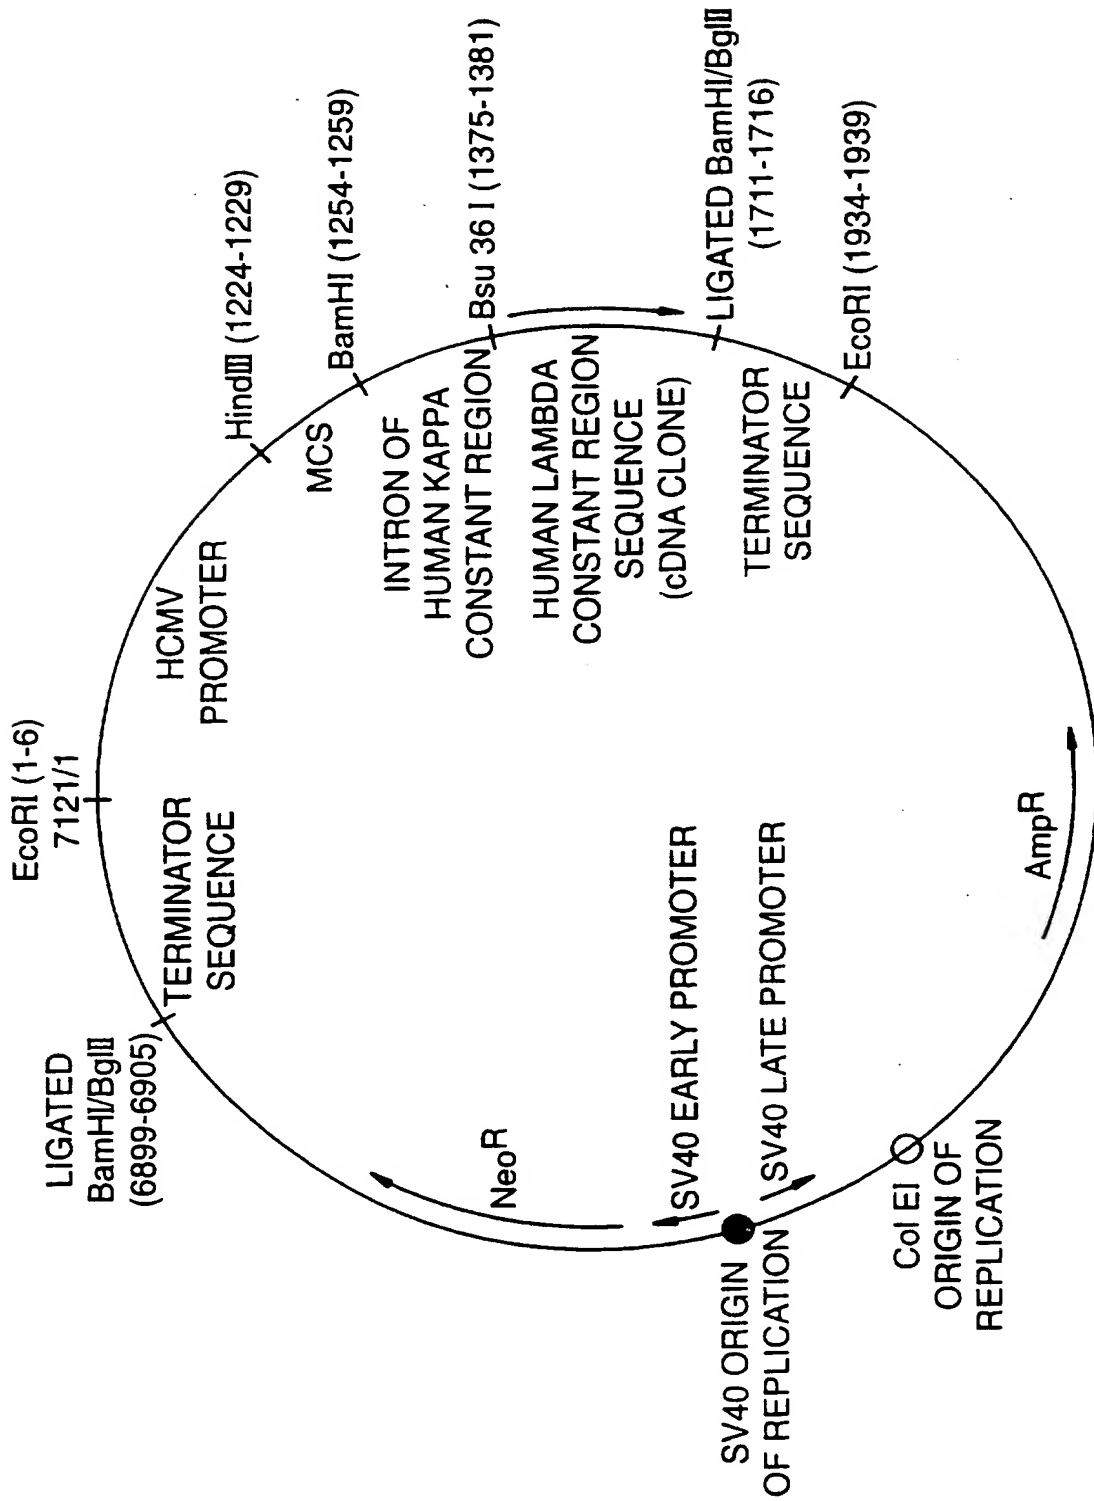 EcoRI (1-6)
7121/1
HCMV
PROMOTER
HindIII (1224-1229)
MCS
BamHI (1254-1259)
INTRON OF
HUMAN KAPPA
CONSTANT REGION
Bsu 36 I (1375-1381)
HUMAN LAMBDA
CONSTANT REGION
SEQUENCE
(cDNA CLONE)
LIGATED BamHI/BglII
(1711-1716)
TERMINATOR
SEQUENCE
EcoRI (1934-1939)
AmpR
Col EI
ORIGIN OF
REPLICATION
SV40 LATE PROMOTER
SV40 EARLY PROMOTER
SV40 ORIGIN
OF REPLICATION
NeoR
LIGATED
BamHI/BglII
(6899-6905)
TERMINATOR
SEQUENCE